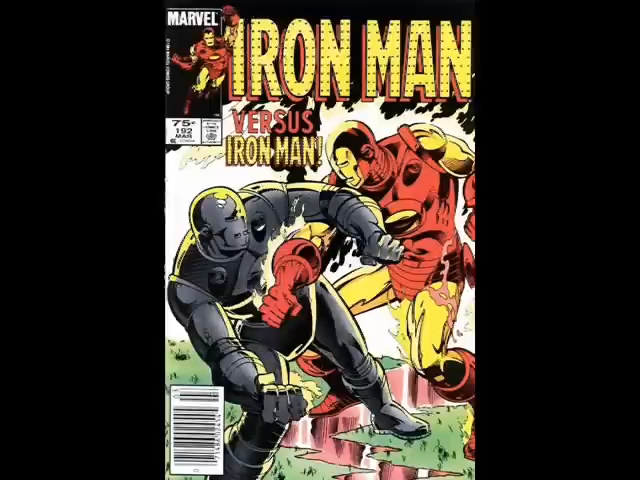 MARVEL
IRON MAN
75¢
192
MAR
VERSUS
IRON MAN!